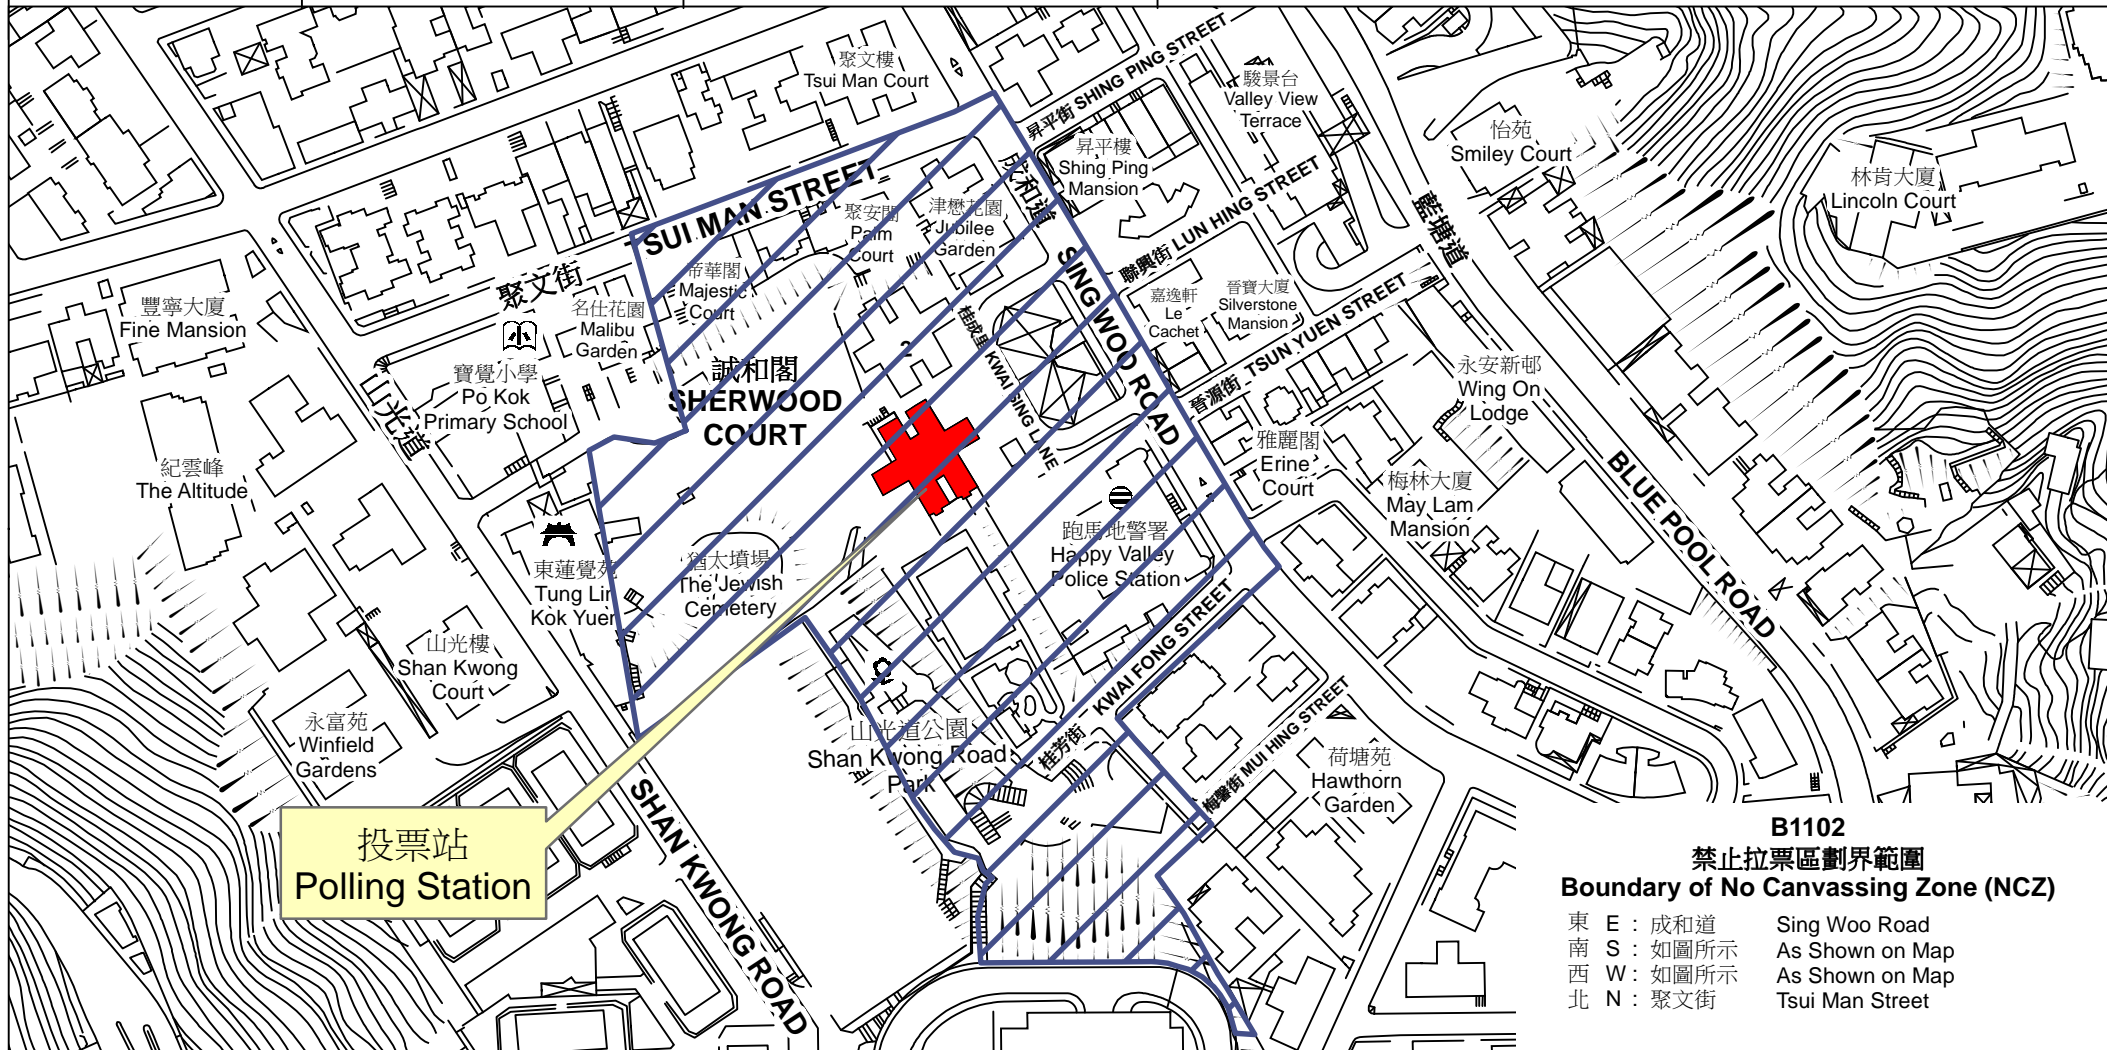 聚文樓
Tsui Man Court
昇平街 SHING PING STREET
駿景台
Valley View
Terrace
怡苑
Smiley Court
林肯大廈
Lincoln Court
昇平樓
Shing Ping
Mansion
成和道
SING WOO ROAD
藍塘道
BLUE POOL ROAD
TSUI MAN STREET
聚文街
聚安閣
Palm
Court
津懋花園
Jubilee
Garden
聯興街 LUN HING STREET
帝華閣
Majestic
Court
名仕花園
Malibu
Garden
豐寧大廈
Fine Mansion
嘉逸軒
Le
Cachet
晉寶大廈
Silverstone
Mansion
晉源街 TSUN YUEN STREET
桂成里 KWAI SING LANE
2
寶覺小學
Po Kok
Primary School
誠和閣
SHERWOOD
COURT
永安新邨
Wing On
Lodge
山光道
SHAN KWONG ROAD
紀雲峰
The Altitude
雅麗閣
Erine
Court
梅林大廈
May Lam
Mansion
跑馬地警署
Happy Valley
Police Station
東蓮覺苑
Tung Lin
Kok Yuen
猶太墳場
The Jewish
Cemetery
山光樓
Shan Kwong
Court
永富苑
Winfield
Gardens
山光道公園
Shan Kwong Road
Park
桂芳街 KWAI FONG STREET
梅馨街 MUI HING STREET
荷塘苑
Hawthorn
Garden
投票站
Polling Station
B1102
禁止拉票區劃界範圍
Boundary of No Canvassing Zone (NCZ)
東 E : 成和道 Sing Woo Road
南 S : 如圖所示 As Shown on Map
西 W : 如圖所示 As Shown on Map
北 N : 聚文街 Tsui Man Street